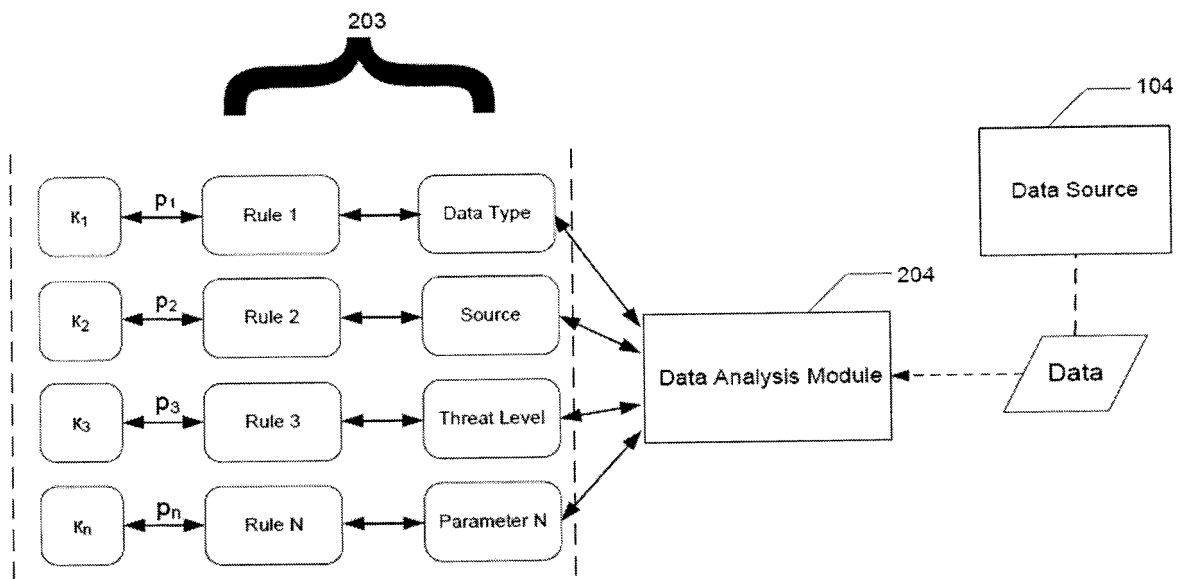 203
104
Data Source
K₁
p₁
Rule 1
Data Type
K₂
p₂
Rule 2
Source
204
Data Analysis Module
Data
K₃
p₃
Rule 3
Threat Level
Kₙ
pₙ
Rule N
Parameter N